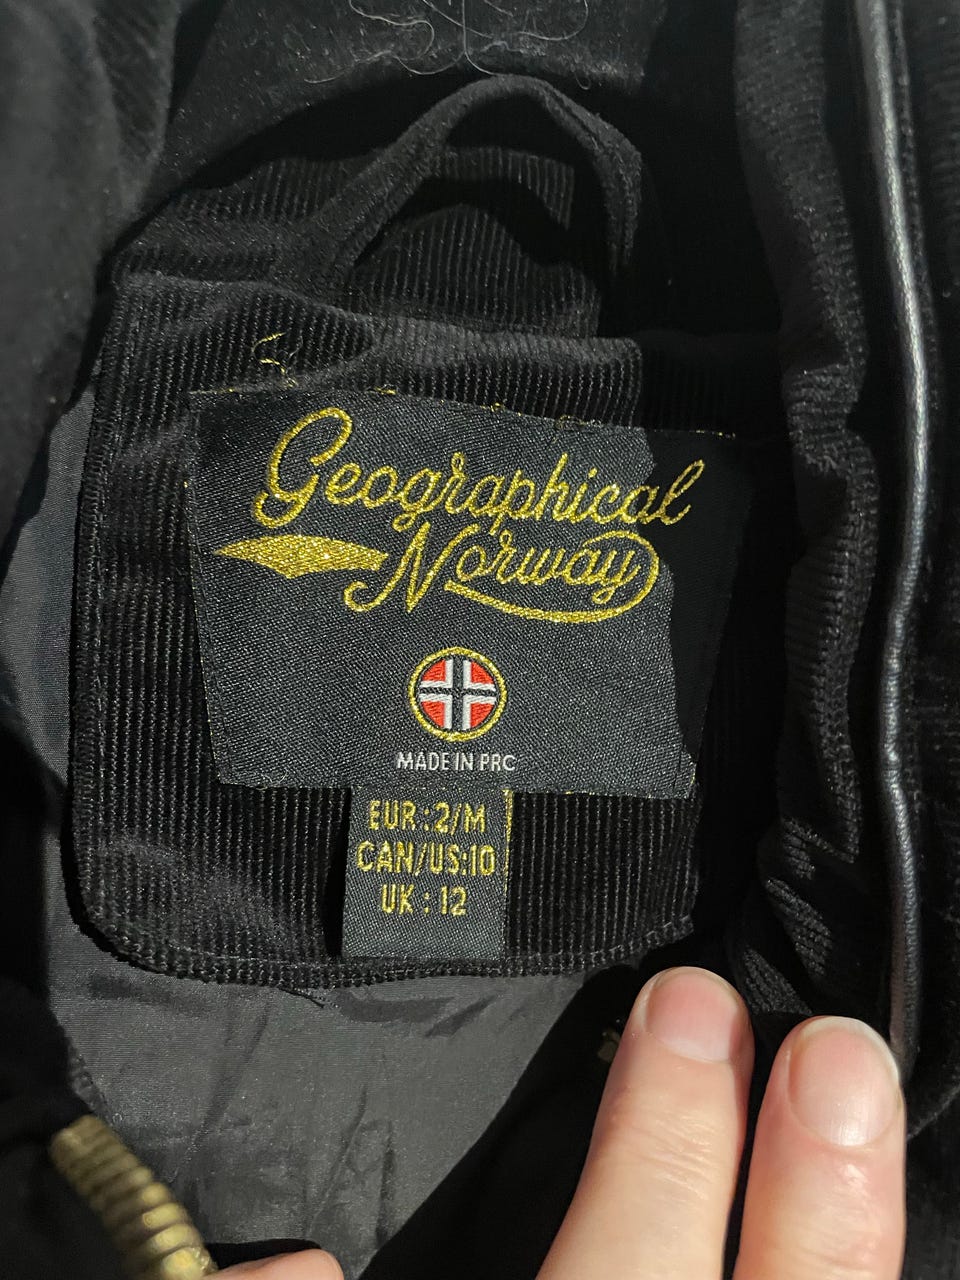 Geographical
Norway
MADE IN PRC
EUR : 2/M
CAN/US:10
UK : 12